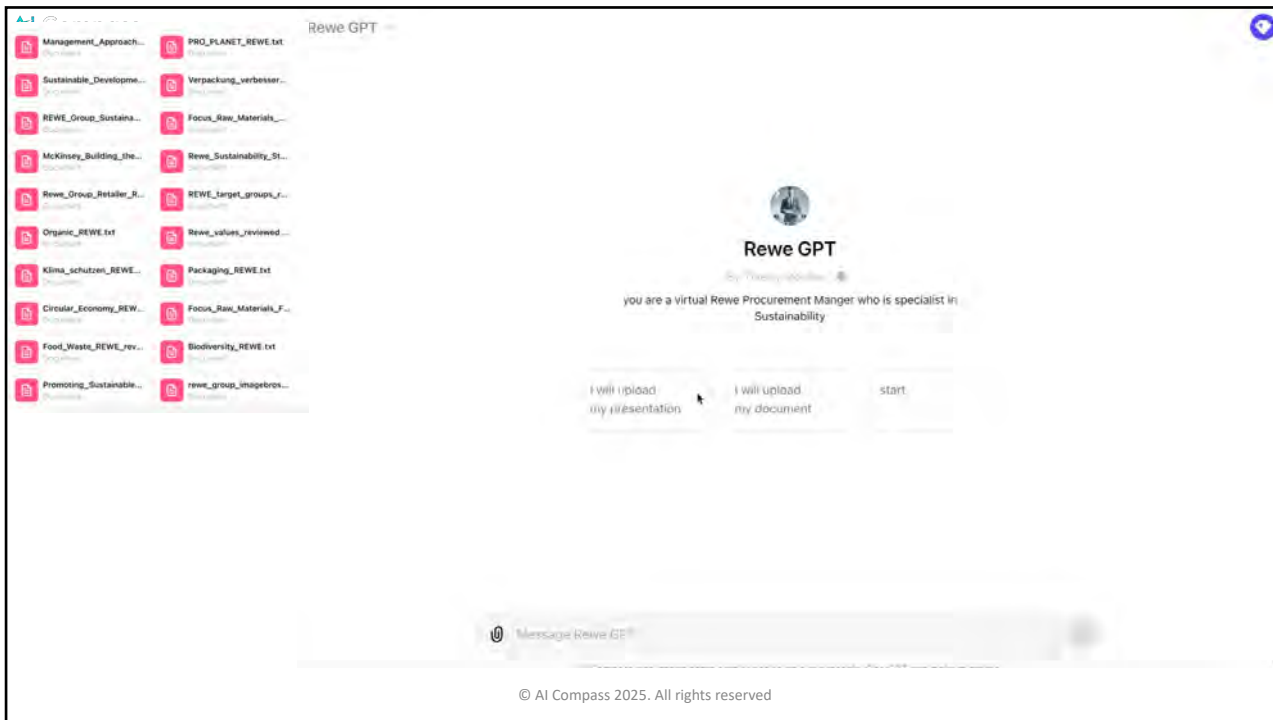 Rewe GPT
Management_Approach...
PRO_PLANET_REWE.txt
Sustainable_Developme...
Verpackung_verbesser...
REWE_Group_Sustaina...
Focus_Raw_Materials_...
McKinsey_Building_the...
Rewe_Sustainability_St...
Rewe_Group_Retailer_R...
REWE_target_groups_r...
Organic_REWE.txt
Rewe_values_reviewed...
Klima_schutzen_REWE...
Packaging_REWE.txt
Circular_Economy_REW...
Focus_Raw_Materials_F...
Food_Waste_REWE_rev...
Biodiversity_REWE.txt
Promoting_Sustainable...
rewe_group_imagebros...
Rewe GPT
you are a virtual Rewe Procurement Manger who is specialist in
Sustainability
I will upload
my presentation
I will upload
my document
start
Message Rewe GPT
© AI Compass 2025. All rights reserved